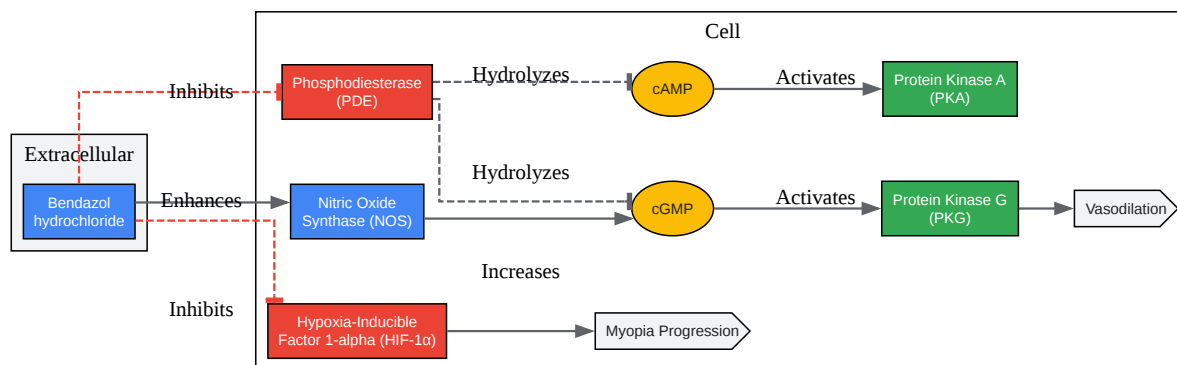 Cell
Inhibits
Phosphodiesterase
(PDE)
Hydrolyzes
cAMP
Activates
Protein Kinase A
(PKA)
Extracellular
Bendazol
hydrochloride
Enhances
Nitric Oxide
Synthase (NOS)
Hydrolyzes
cGMP
Activates
Protein Kinase G
(PKG)
Vasodilation
Increases
Inhibits
Hypoxia-Inducible
Factor 1-alpha (HIF-1α)
Myopia Progression